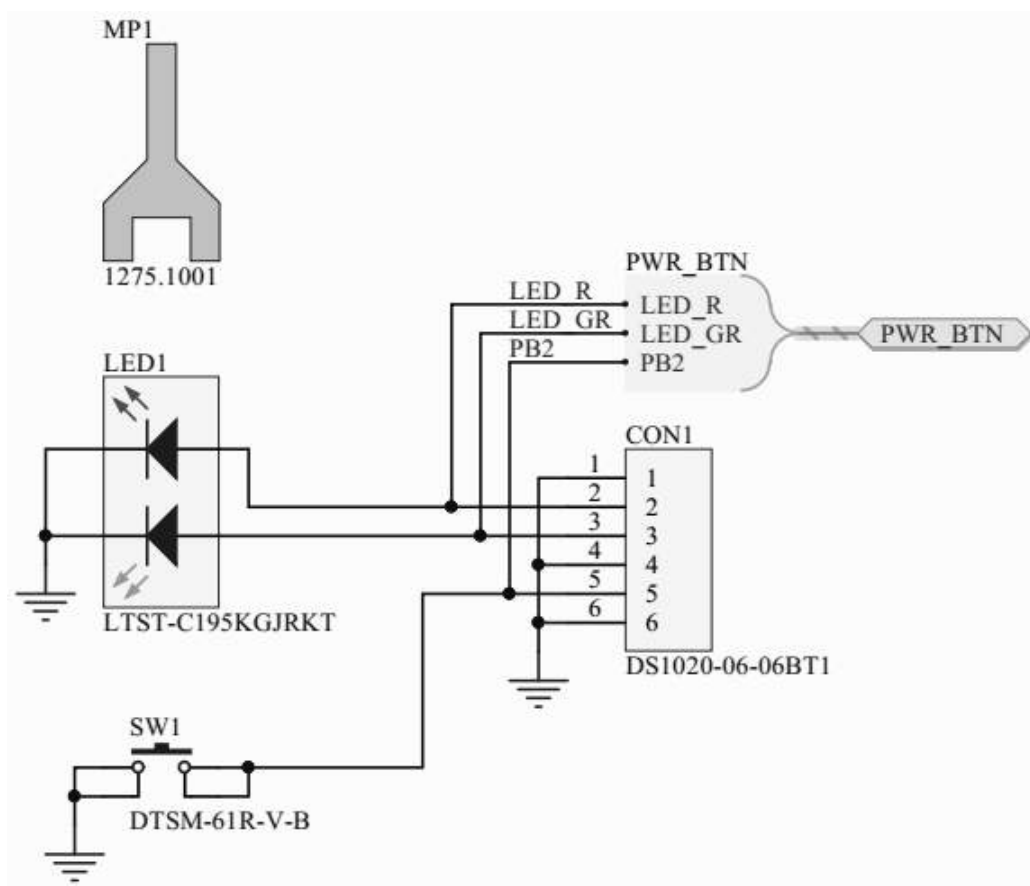 MP1
1275.1001
PWR_BTN
LED_R
LED_R
LED_GR
LED_GR
PWR_BTN
PB2
PB2
LED1
LTST-C195KGJRKT
CON1
1 1
2 2
3 3
4 4
5 5
6 6
DS1020-06-06BT1
SW1
DTSM-61R-V-B